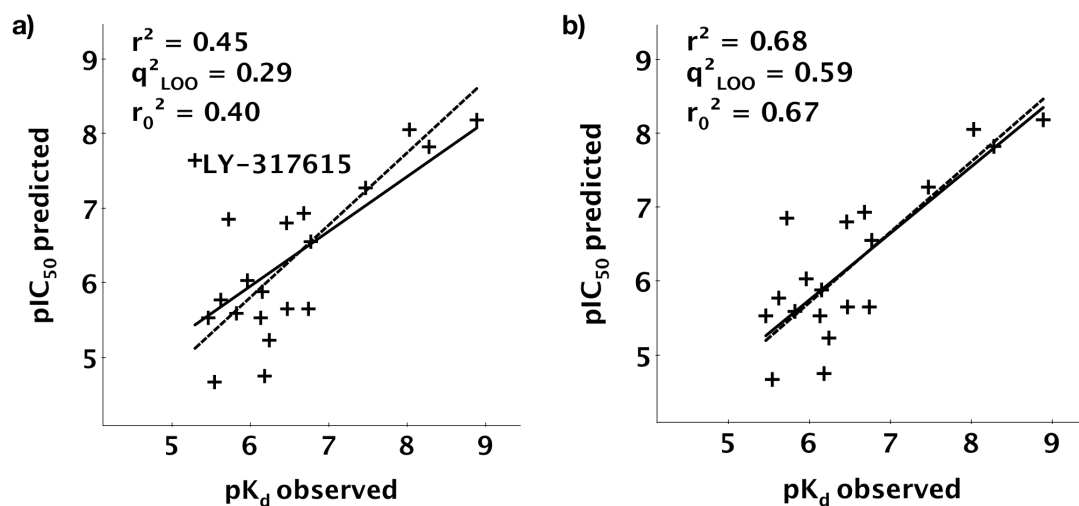 a)
r² = 0.45
q²LOO = 0.29
r₀² = 0.40
LY-317615
pIC₅₀ predicted
9
8
7
6
5
5 6 7 8 9
pKd observed
b)
r² = 0.68
q²LOO = 0.59
r₀² = 0.67
pIC₅₀ predicted
9
8
7
6
5
5 6 7 8 9
pKd observed